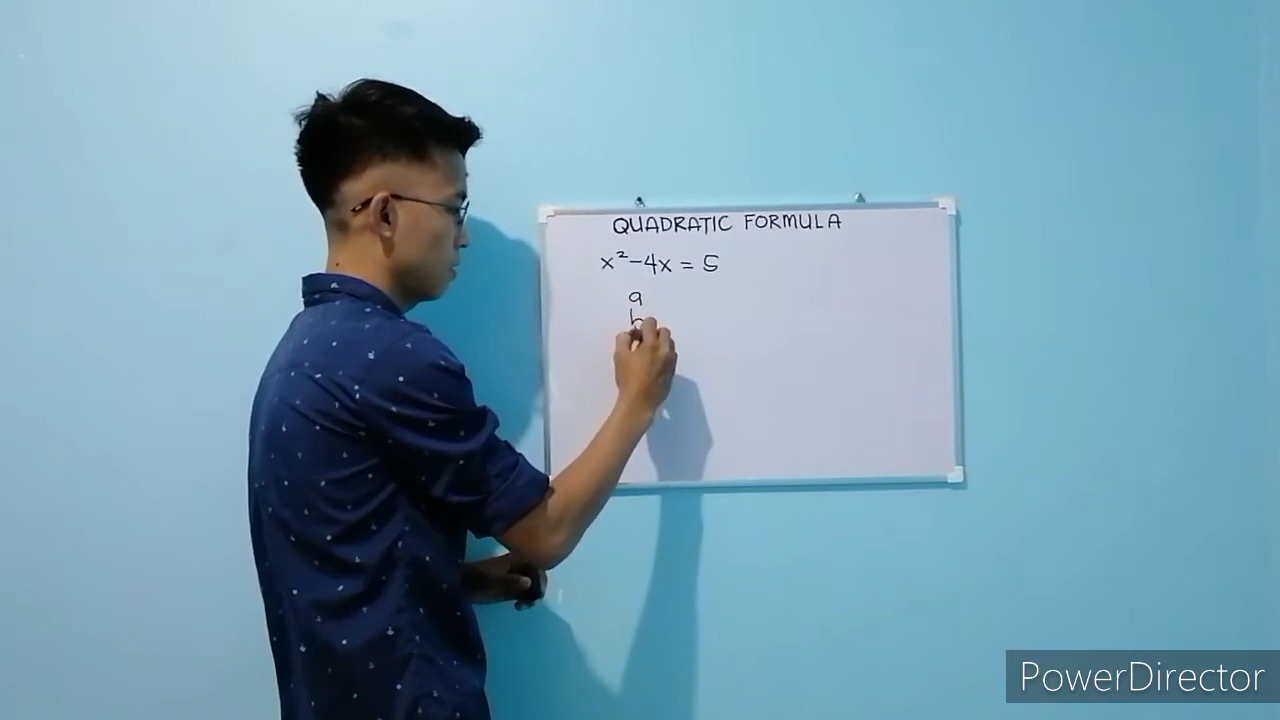 QUADRATIC FORMULA
x²-4x = 5
a
b
PowerDirector